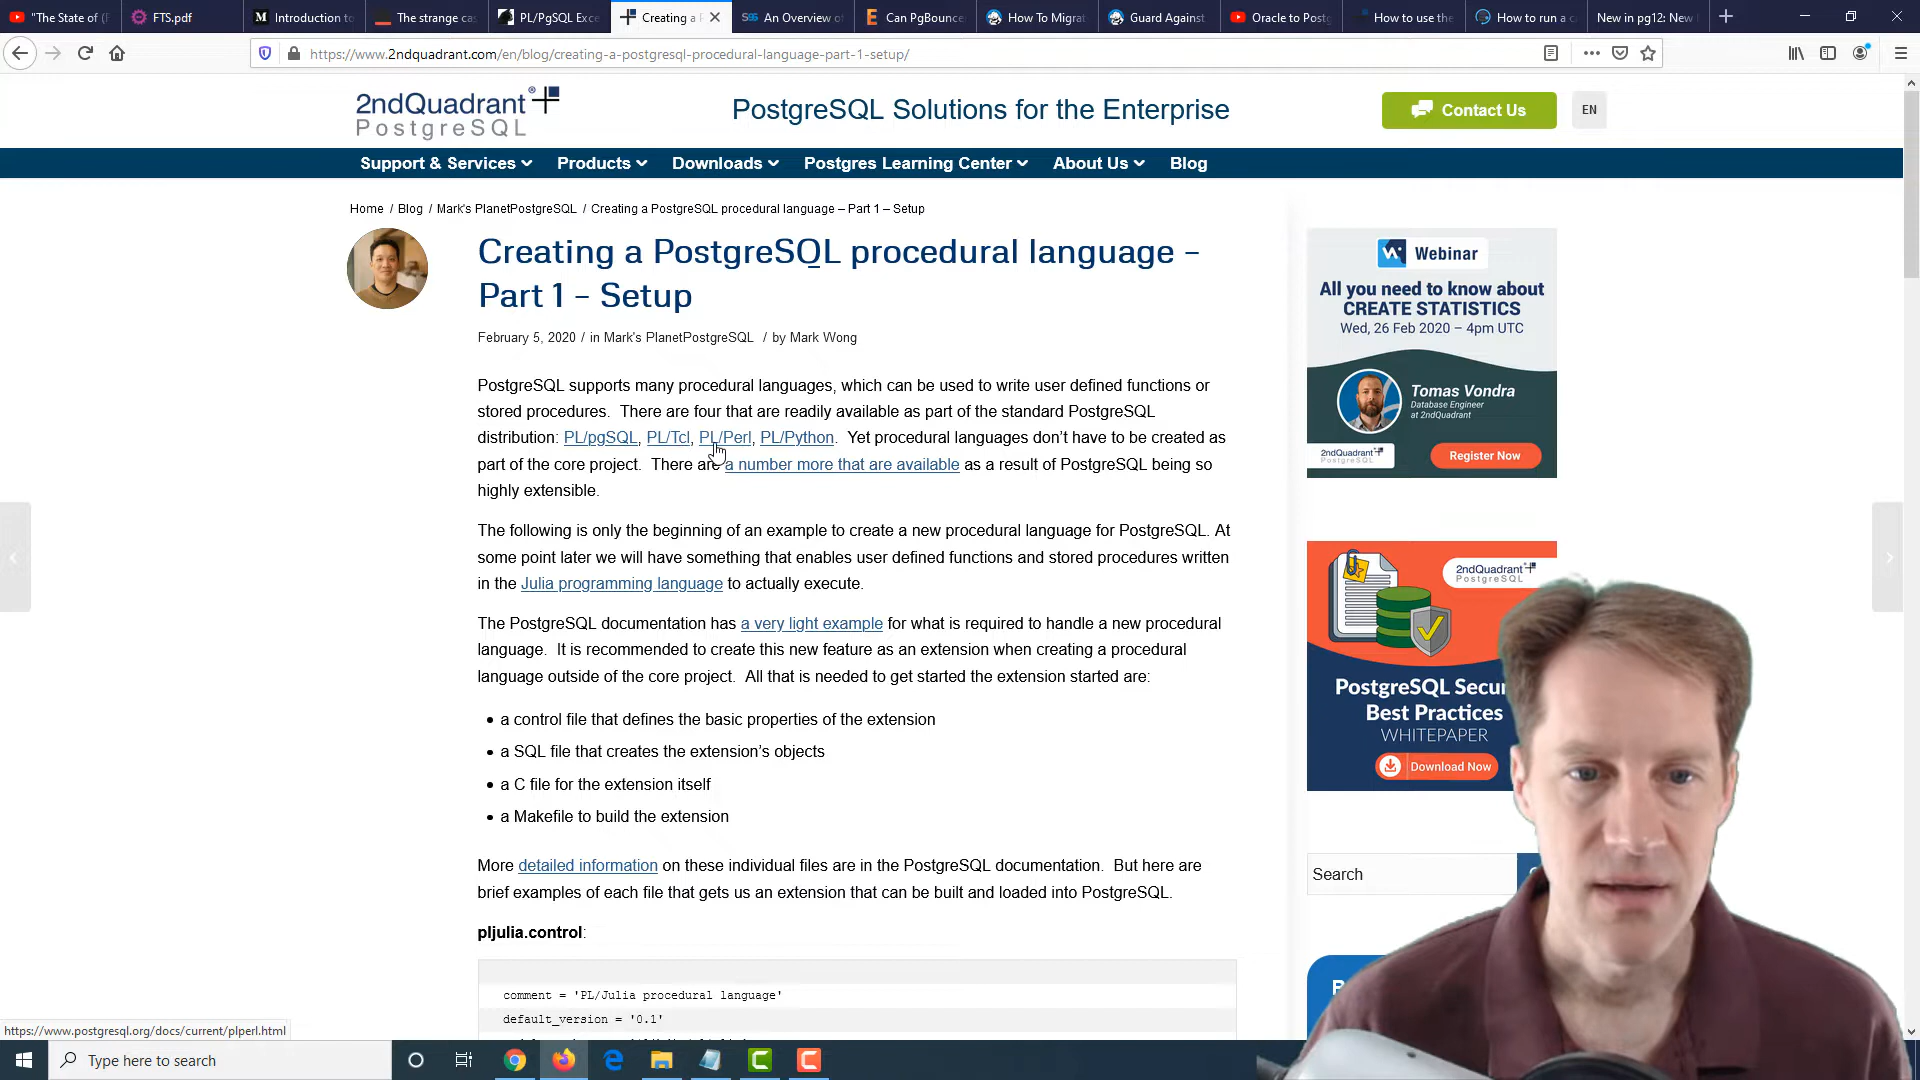 "The State of (P
FTS.pdf
Introduction to
The strange cas
PL/PgSQL Exce
Creating a P
An Overview o
Can PgBounce
How To Migrat
Guard Against
Oracle to Postg
How to use the
How to run a c
New in pg12: New l
https://www.2ndquadrant.com/en/blog/creating-a-postgresql-procedural-language-part-1-setup/
2ndQuadrant®
PostgreSQL
PostgreSQL Solutions for the Enterprise
Contact Us
EN
Support & Services
Products
Downloads
Postgres Learning Center
About Us
Blog
Home / Blog / Mark's PlanetPostgreSQL / Creating a PostgreSQL procedural language – Part 1 – Setup
Creating a PostgreSQL procedural language –
Part 1 – Setup
February 5, 2020 / in Mark's PlanetPostgreSQL / by Mark Wong
PostgreSQL supports many procedural languages, which can be used to write user defined functions or
stored procedures. There are four that are readily available as part of the standard PostgreSQL
distribution: PL/pgSQL, PL/Tcl, PL/Perl, PL/Python. Yet procedural languages don't have to be created as
part of the core project. There are a number more that are available as a result of PostgreSQL being so
highly extensible.
The following is only the beginning of an example to create a new procedural language for PostgreSQL. At
some point later we will have something that enables user defined functions and stored procedures written
in the Julia programming language to actually execute.
The PostgreSQL documentation has a very light example for what is required to handle a new procedural
language. It is recommended to create this new feature as an extension when creating a procedural
language outside of the core project. All that is needed to get started the extension started are:
• a control file that defines the basic properties of the extension
• a SQL file that creates the extension's objects
• a C file for the extension itself
• a Makefile to build the extension
More detailed information on these individual files are in the PostgreSQL documentation. But here are
brief examples of each file that gets us an extension that can be built and loaded into PostgreSQL.
pljulia.control:
comment = 'PL/Julia procedural language'
default_version = '0.1'
Webinar
All you need to know about
CREATE STATISTICS
Wed, 26 Feb 2020 – 4pm UTC
Tomas Vondra
Database Engineer
at 2ndQuadrant
2ndQuadrant
PostgreSQL
Register Now
2ndQuadrant
PostgreSQL
PostgreSQL Secu
Best Practices
WHITEPAPER
Download Now
Search
https://www.postgresql.org/docs/current/plperl.html
Type here to search